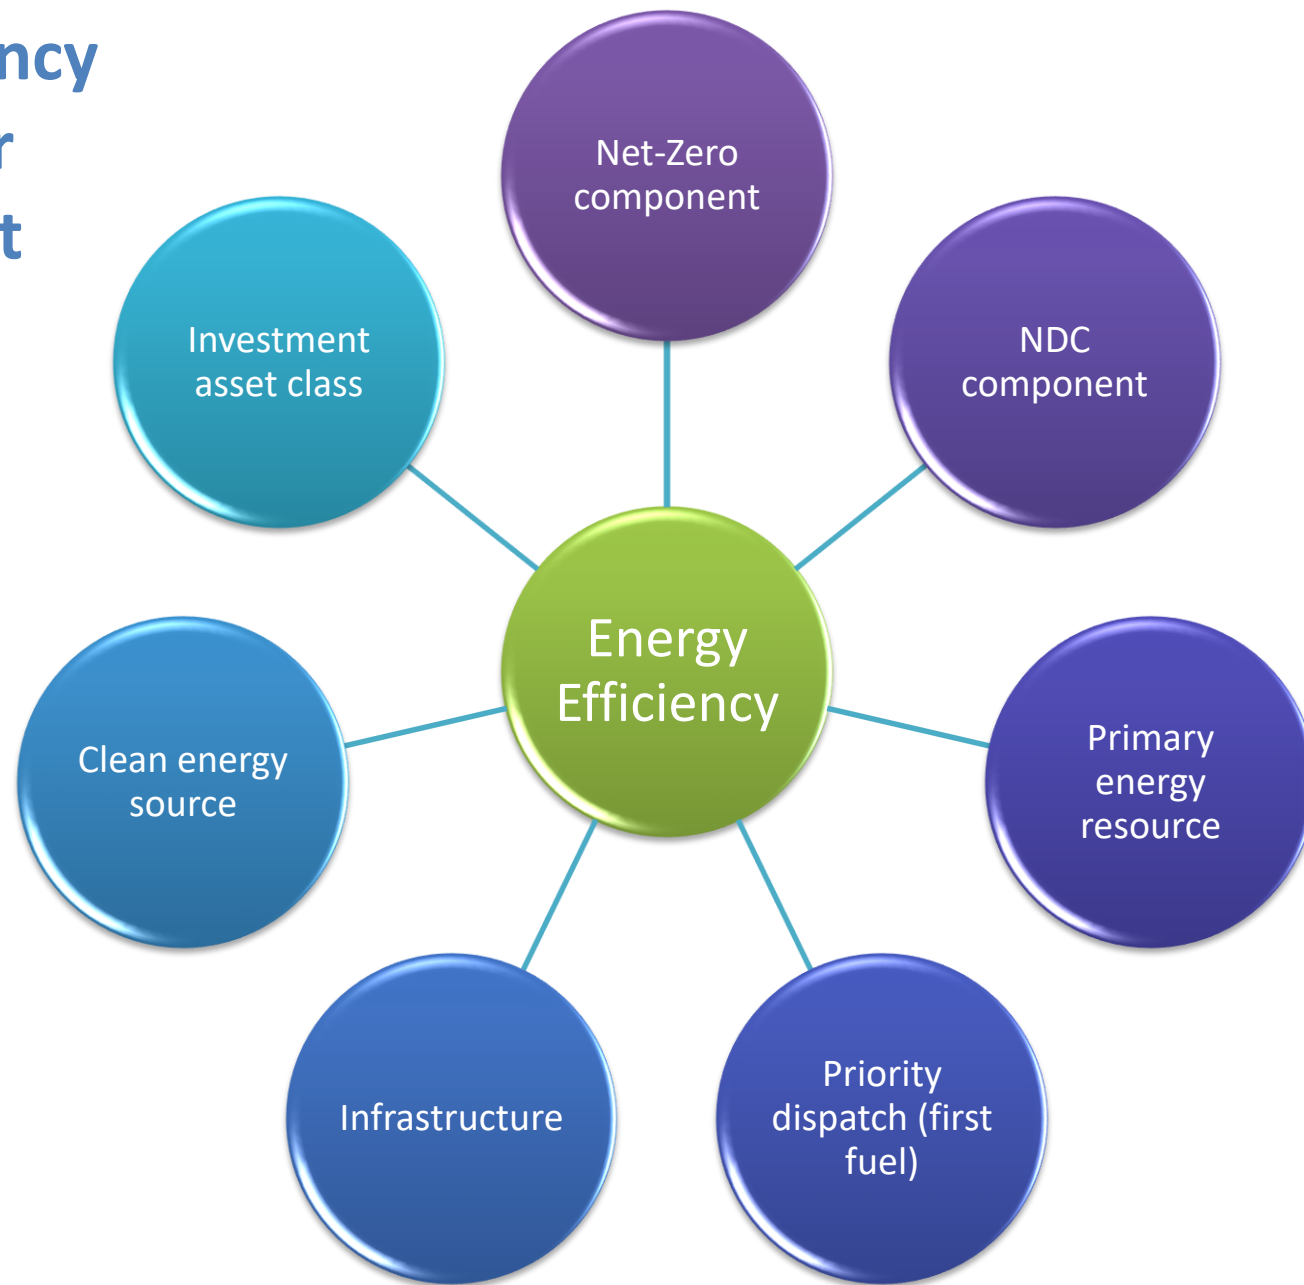 Net-Zero
component
NDC
component
Primary
energy
resource
Priority
dispatch (first
fuel)
Infrastructure
Clean energy
source
Investment
asset class
Energy
Efficiency